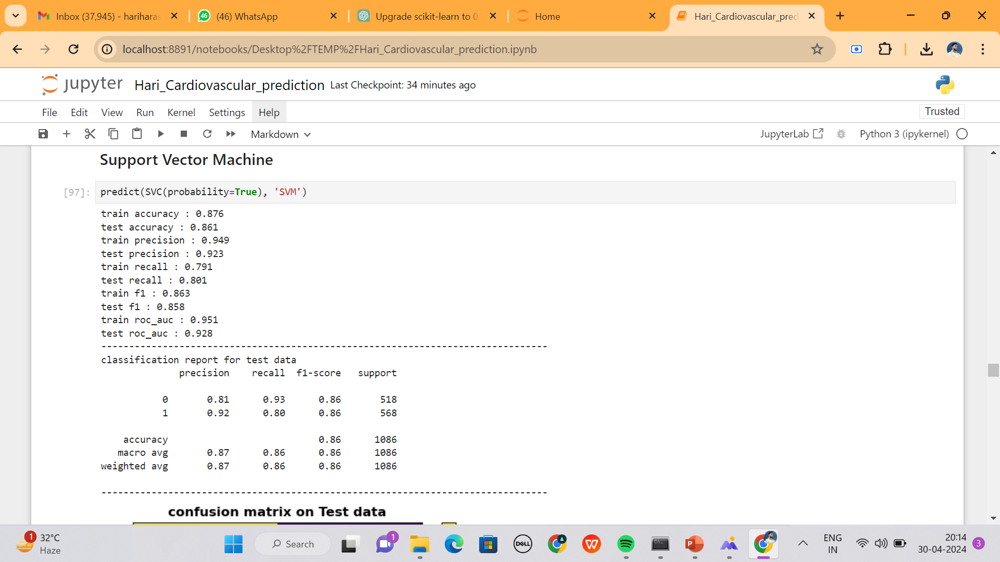 Inbox (37,945) - hariharas
46
(46) WhatsApp
Upgrade scikit-learn to 0.
Home
Hari_Cardiovascular_pred
localhost:8891/notebooks/Desktop%2FTEMP%2FHari_Cardiovascular_prediction.ipynb
jupyter Hari_Cardiovascular_prediction Last Checkpoint: 34 minutes ago
File Edit View Run Kernel Settings Help
Trusted
Markdown
JupyterLab
Python 3 (ipykernel)
Support Vector Machine
[97]: predict(SVC(probability=True), 'SVM')
train accuracy : 0.876
test accuracy : 0.861
train precision : 0.949
test precision : 0.923
train recall : 0.791
test recall : 0.801
train f1 : 0.863
test f1 : 0.858
train roc_auc : 0.951
test roc_auc : 0.928
--------------------------------------------------------------------------------
classification report for test data
precision recall f1-score support
0 0.81 0.93 0.86 518
1 0.92 0.80 0.86 568
accuracy 0.86 1086
macro avg 0.87 0.86 0.86 1086
weighted avg 0.87 0.86 0.86 1086
--------------------------------------------------------------------------------
confusion matrix on Test data
1
32°C
Haze
Search
1
DELL
W
C:\
P
ENG
IN
20:14
30-04-2024
3